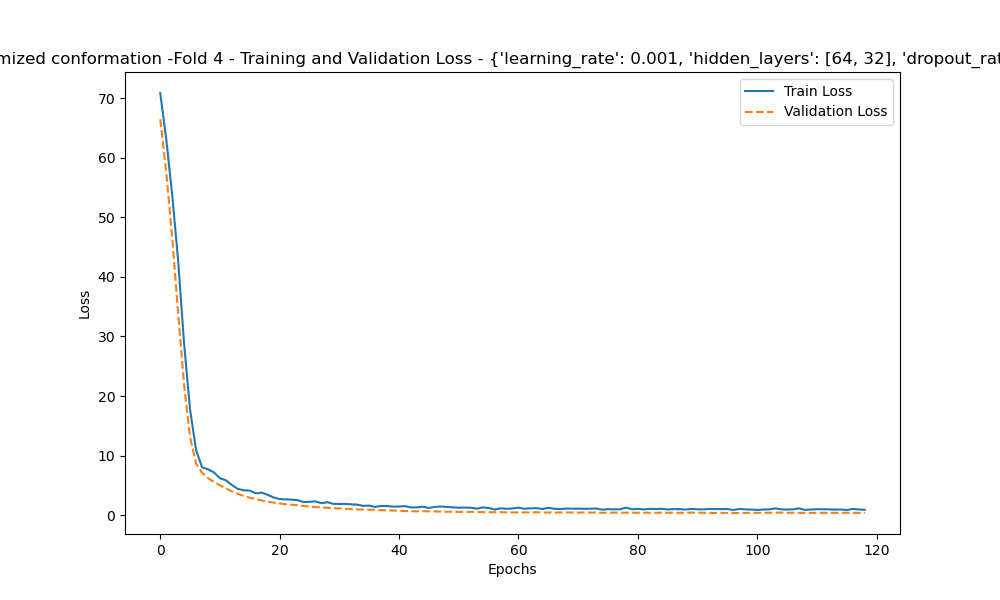 mized conformation -Fold 4 - Training and Validation Loss - {'learning_rate': 0.001, 'hidden_layers': [64, 32], 'dropout_rat
Train Loss
Validation Loss
70
60
50
40
30
20
10
0
Loss
0 20 40 60 80 100 120
Epochs